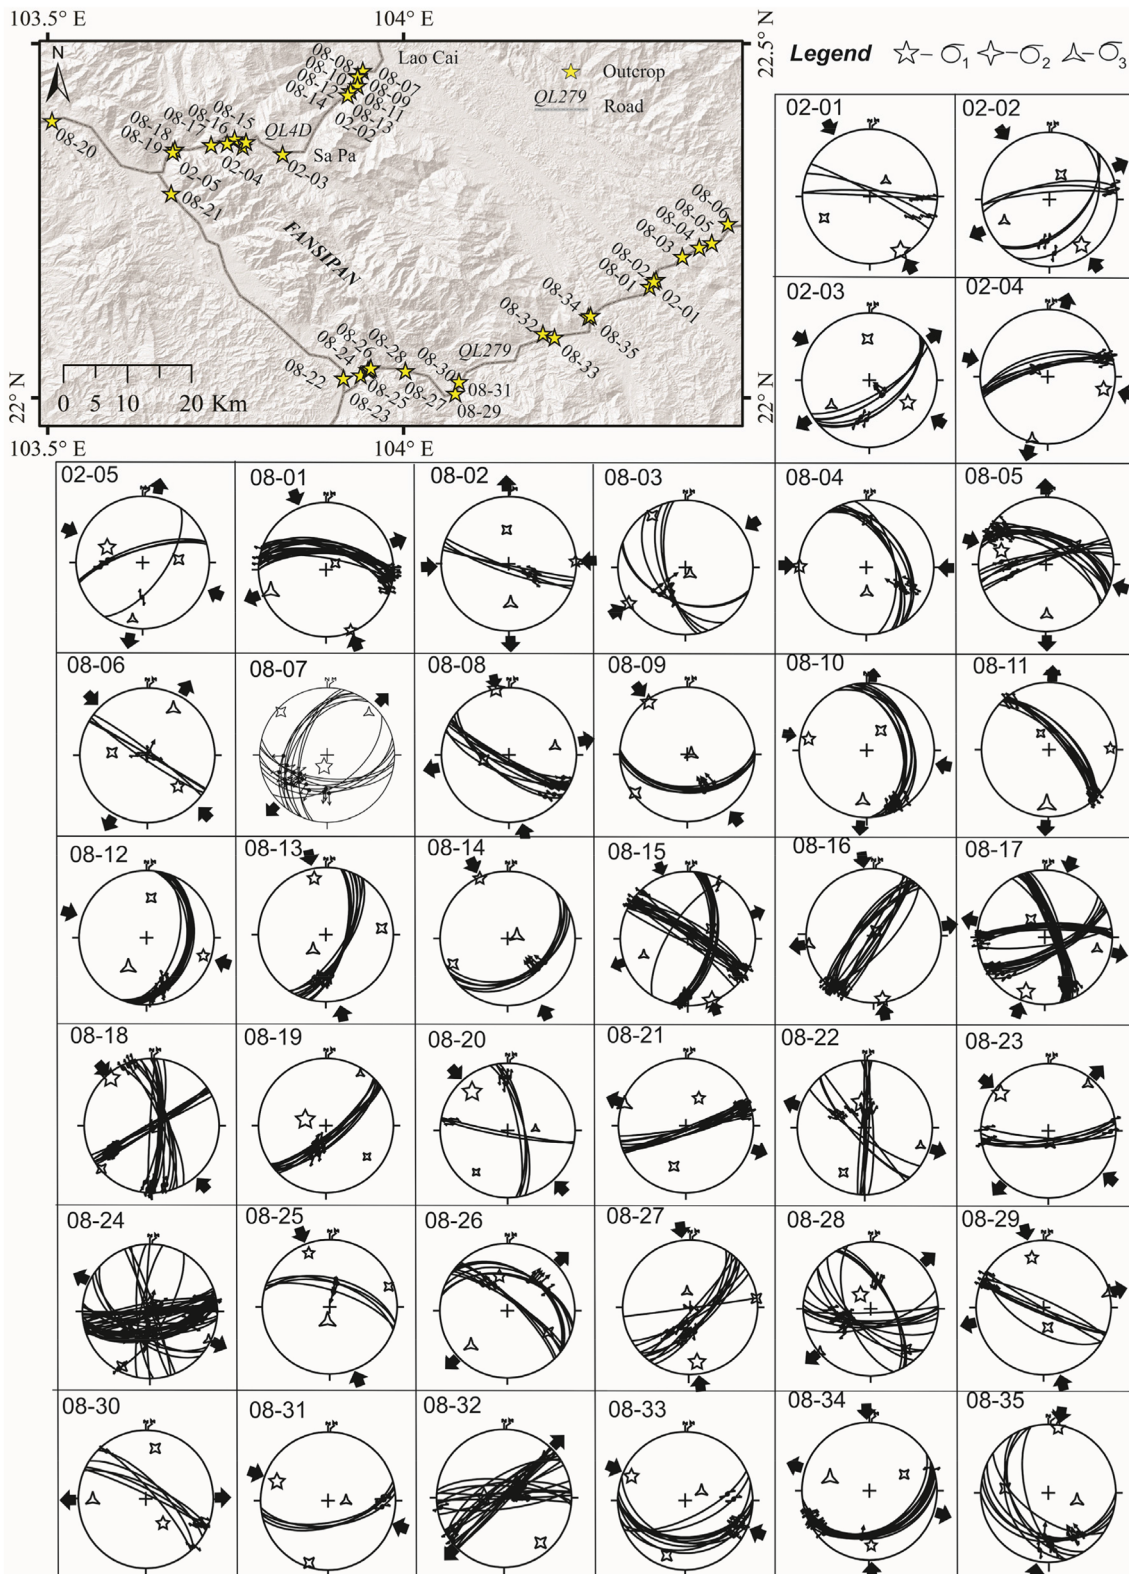 103.5° E
104° E
22.5° N
N
Lao Cai
08-08
08-10
08-12
08-14
08-07
08-09
08-11
08-13
02-02
Outcrop
QL279
Road
08-15
08-16
08-17
08-18
08-19
08-20
QL4D
Sa Pa
02-03
02-04
02-05
08-21
FANSIPAN
08-06
08-05
08-04
08-03
08-02
08-01
02-01
08-34
08-35
08-32
08-33
QL279
08-30
08-28
08-26
08-24
08-22
08-23
08-25
08-27
08-31
08-29
0 5 10 20 Km
22° N
103.5° E
104° E
Legend – σ1 – σ2 – σ3
02-01 02-02
02-03 02-04
02-05 08-01 08-02 08-03 08-04 08-05
08-06 08-07 08-08 08-09 08-10 08-11
08-12 08-13 08-14 08-15 08-16 08-17
08-18 08-19 08-20 08-21 08-22 08-23
08-24 08-25 08-26 08-27 08-28 08-29
08-30 08-31 08-32 08-33 08-34 08-35